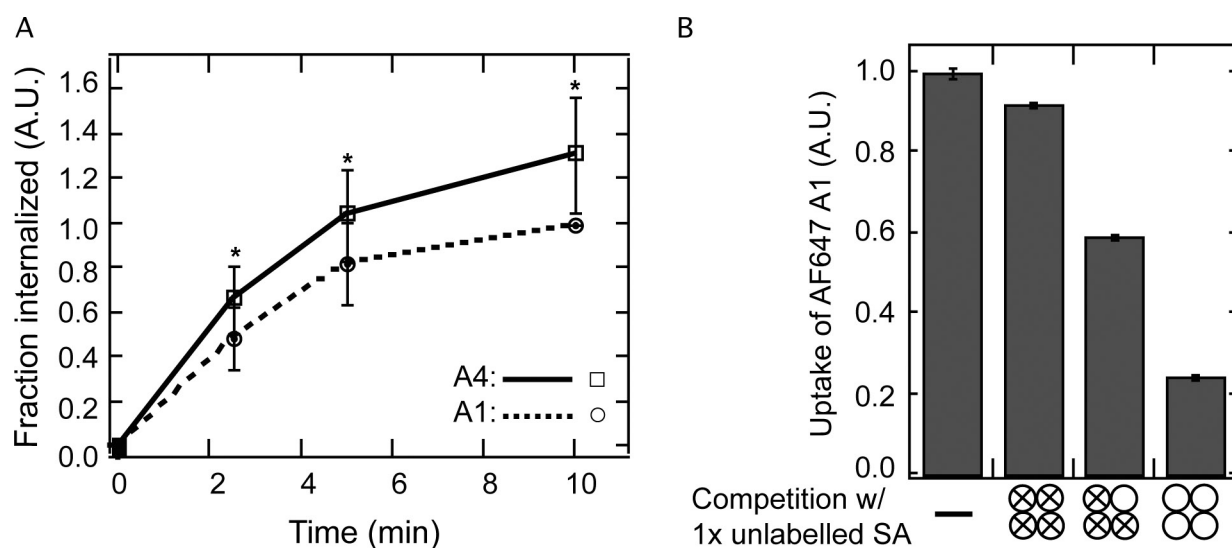 A
Fraction internalized (A.U.)
1.6
1.4
1.2
1.0
0.8
0.6
0.4
0.2
0.0
*
*
*
A4:
A1:
0 2 4 6 8 10
Time (min)
B
Uptake of AF647 A1 (A.U.)
1.0
0.8
0.6
0.4
0.2
0.0
Competition w/
1x unlabelled SA